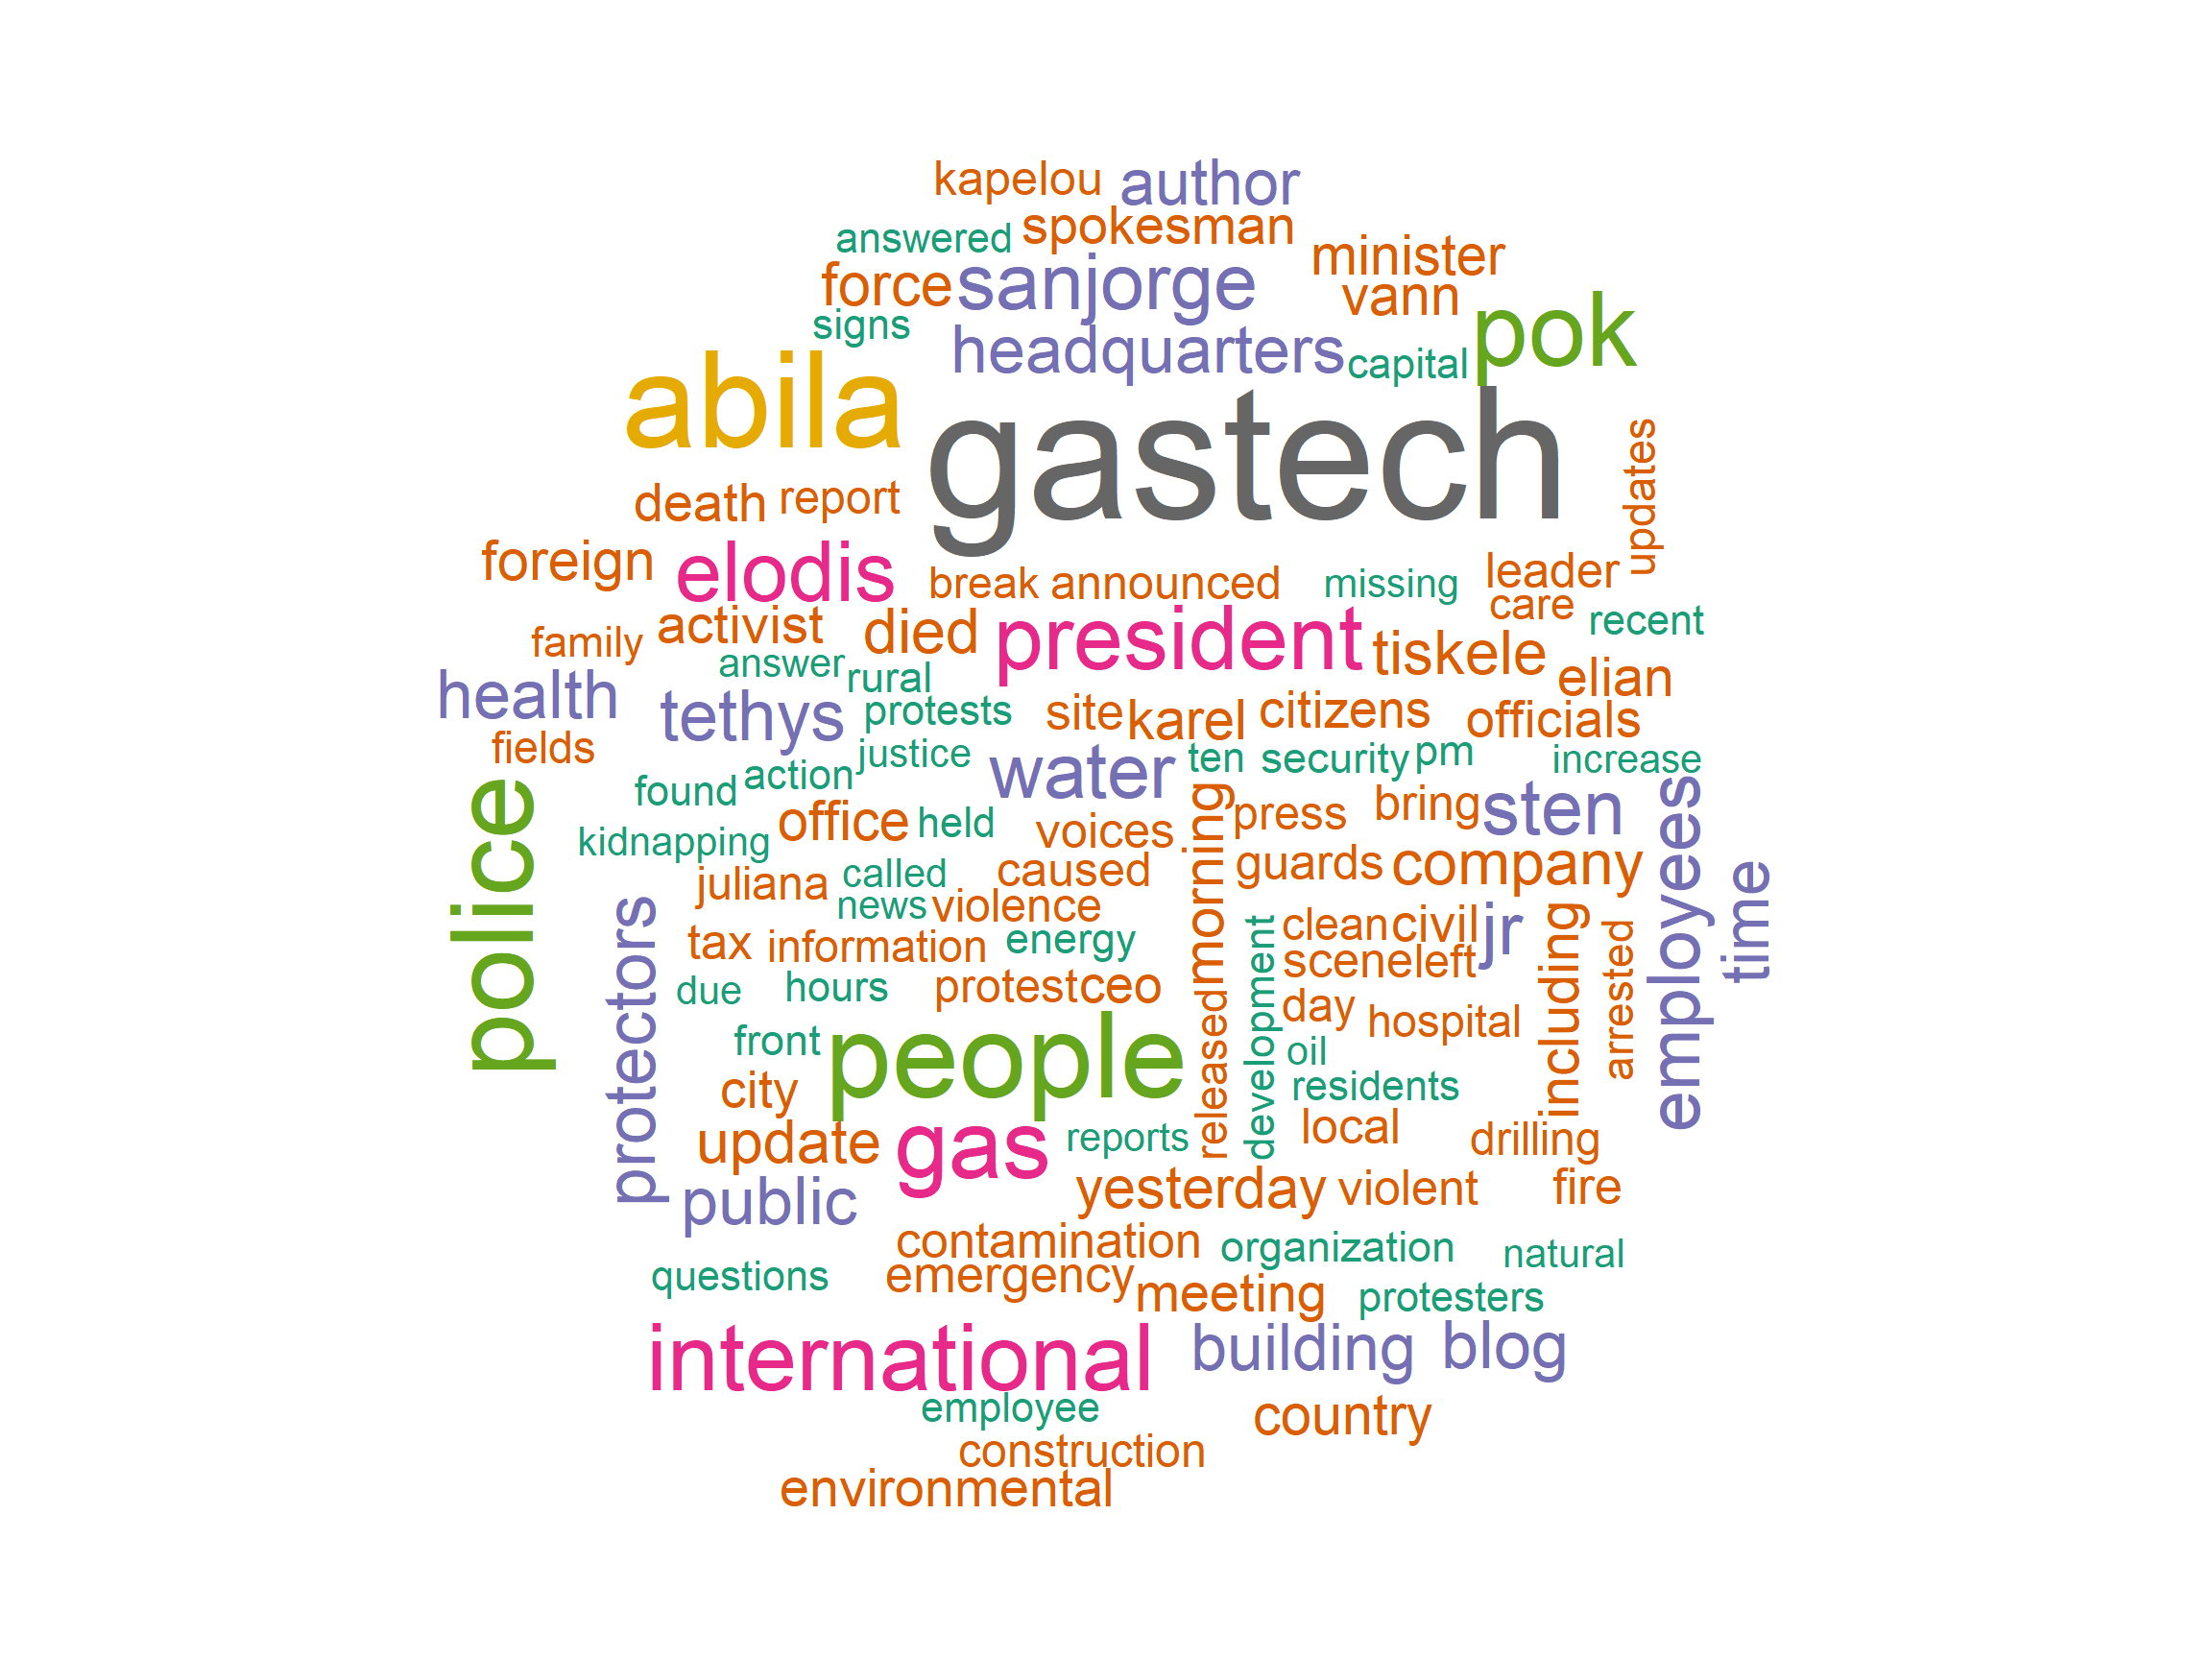 kapelou author
answered spokesman minister
force sanjorge vann pok
signs headquarters capital
abila gastech updates
death report
foreign elodis break announced missing leader
care recent
family activist died president tiskele elian
answer rural
health tethys protests site karel citizens officials
fields justice water ten security pm increase
found action
police kidnapping office held voices morning press bring sten employees time
juliana called caused guards company
news violence
protectors tax information energy development clean civil jr including arrested
scene left
due hours protest ceo released day hospital
front people oil
city residents
update gas reports local drilling
public yesterday violent fire
contamination organization natural
questions emergency meeting protesters
international building blog
employee country
construction
environmental